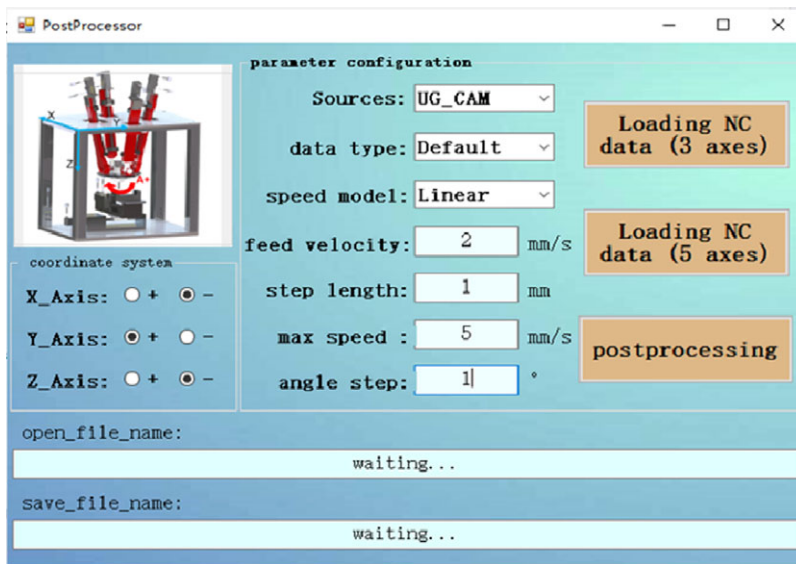 PostProcessor
parameter configuration
Sources: UG_CAM
data type: Default
speed model: Linear
feed velocity: 2 mm/s
step length: 1 mm
max speed : 5 mm/s
angle step: 1 °
Loading NC
data (3 axes)
Loading NC
data (5 axes)
postprocessing
X
Y
Z
A+
coordinate system
X_Axis: + -
Y_Axis: + -
Z_Axis: + -
open_file_name:
waiting...
save_file_name:
waiting...